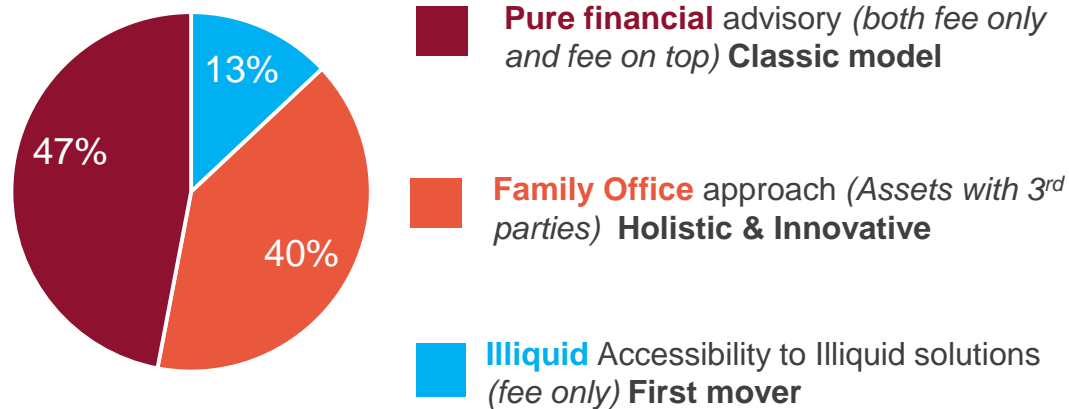 Pure financial advisory (both fee only
and fee on top) Classic model
13%
47%
Family Office approach (Assets with 3rd
parties) Holistic & Innovative
40%
Illiquid Accessibility to Illiquid solutions
(fee only) First mover